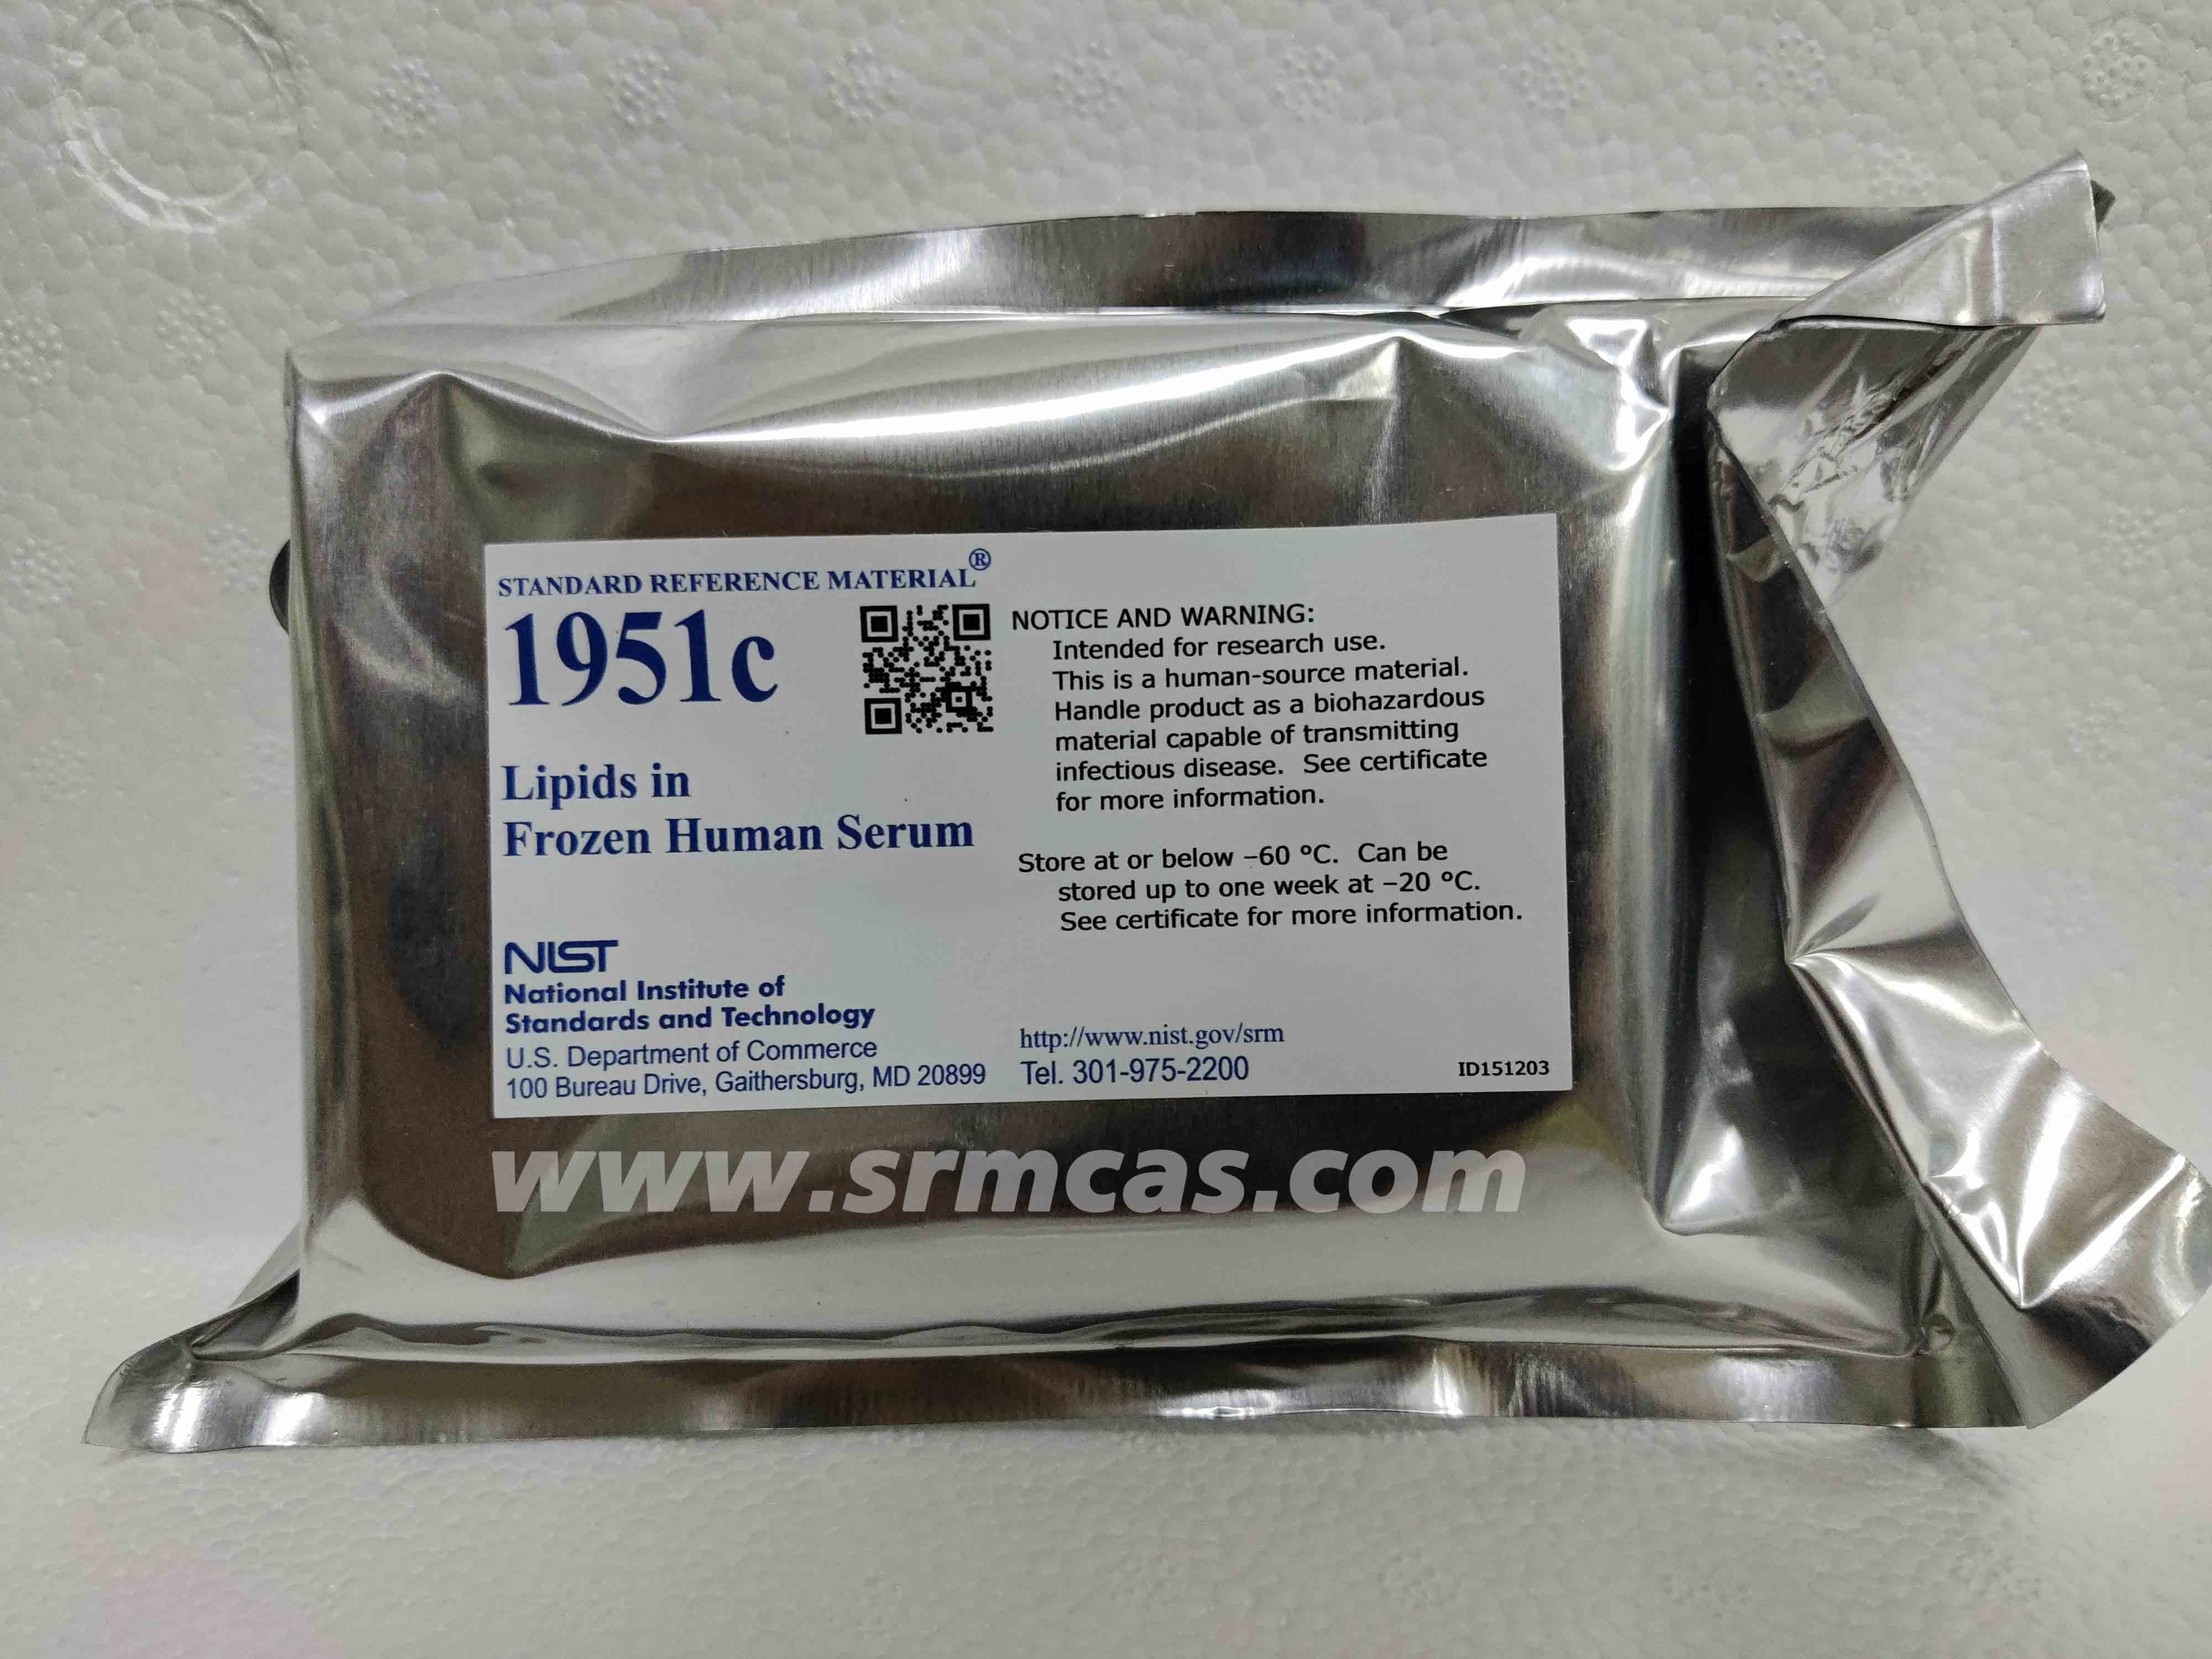 STANDARD REFERENCE MATERIAL®
1951c
Lipids in
Frozen Human Serum
NIST
National Institute of
Standards and Technology
U.S. Department of Commerce
100 Bureau Drive, Gaithersburg, MD 20899
NOTICE AND WARNING:
Intended for research use.
This is a human-source material.
Handle product as a biohazardous
material capable of transmitting
infectious disease.  See certificate
for more information.
Store at or below −60 °C.  Can be
stored up to one week at −20 °C.
See certificate for more information.
http://www.nist.gov/srm
Tel. 301-975-2200
ID151203
www.srmcas.com